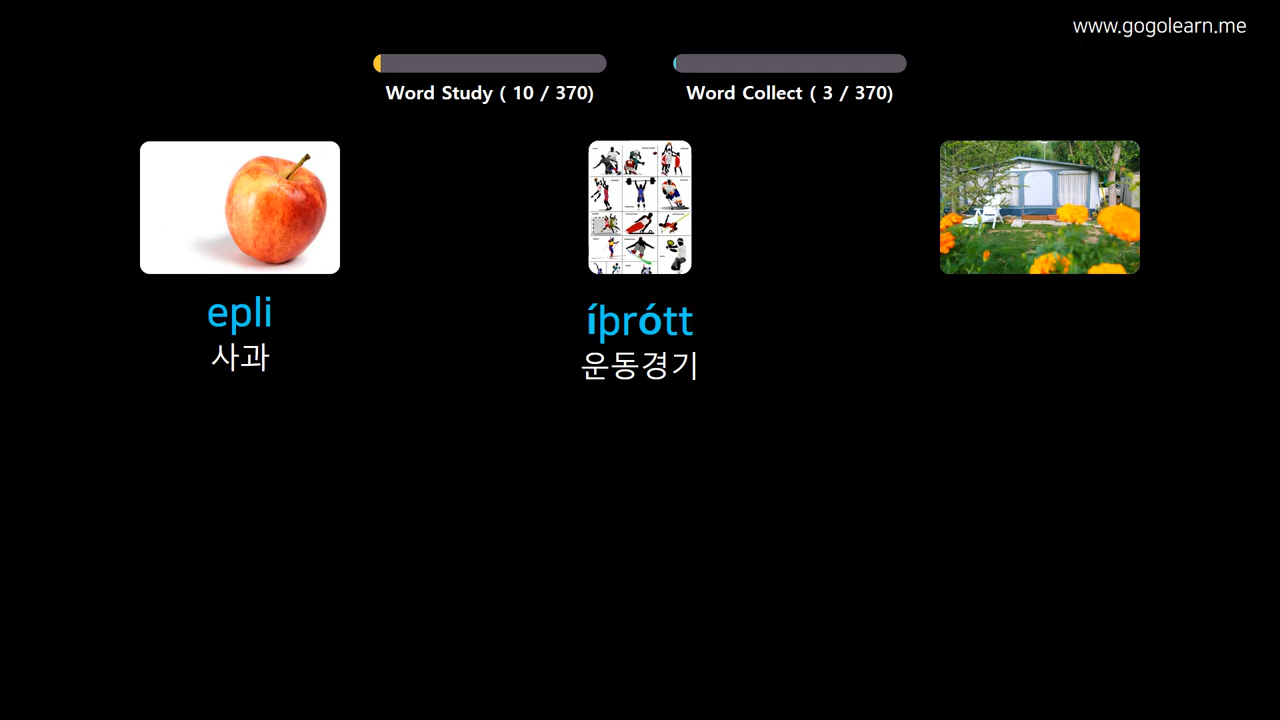 www.gogolearn.me
Word Study ( 10 / 370)
Word Collect ( 3 / 370)
epli
사과
íþrótt
운동경기